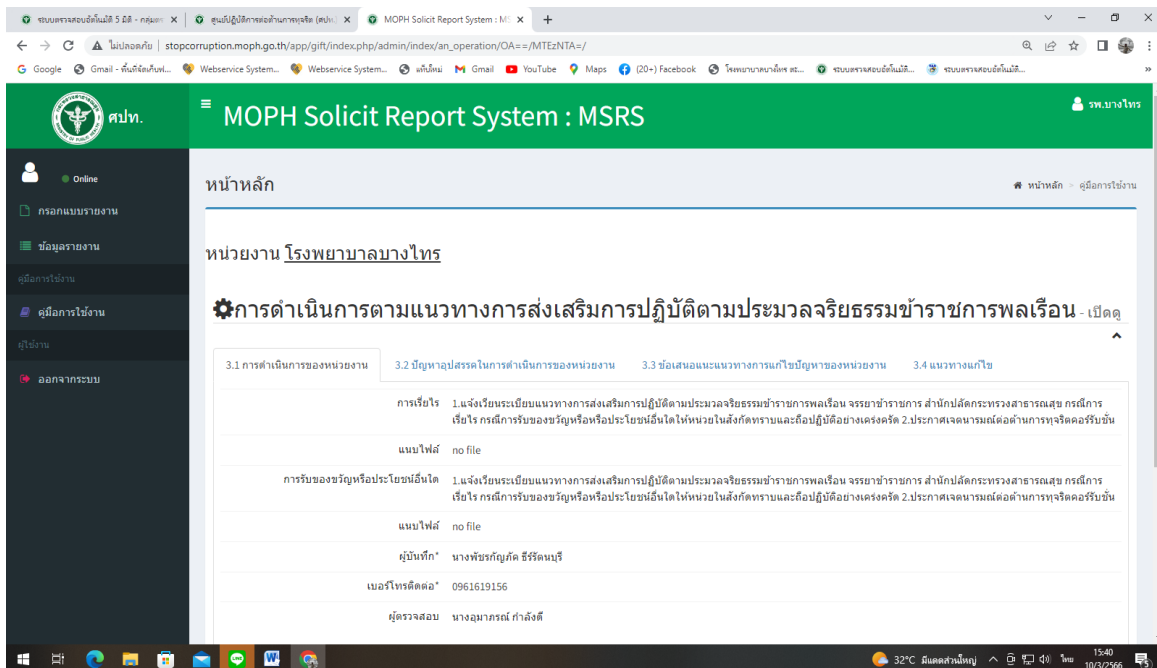 ระบบตรวจสอบอัตโนมัติ 5 มิติ - กลุ่มตร
ศูนย์ปฏิบัติการต่อต้านการทุจริต (ศปท.)
MOPH Solicit Report System : MS
ไม่ปลอดภัย
stopcorruption.moph.go.th/app/gift/index.php/admin/index/an_operation/OA==/MTEzNTA=/
Google
Gmail - พื้นที่จัดเก็บฟ...
Webservice System...
Webservice System...
แท็บใหม่
Gmail
YouTube
Maps
(20+) Facebook
โรงพยาบาลบางไทร ตะ...
ระบบตรวจสอบอัตโนมัติ...
ระบบตรวจสอบอัตโนมัติ...
»
ศปท.
MOPH Solicit Report System : MSRS
รพ.บางไทร
Online
กรอกแบบรายงาน
ข้อมูลรายงาน
คู่มือการใช้งาน
คู่มือการใช้งาน
ผู้ใช้งาน
ออกจากระบบ
หน้าหลัก
หน้าหลัก > คู่มือการใช้งาน
หน่วยงาน โรงพยาบาลบางไทร
การดำเนินการตามแนวทางการส่งเสริมการปฏิบัติตามประมวลจริยธรรมข้าราชการพลเรือน - เปิดดู
3.1 การดำเนินการของหน่วยงาน
3.2 ปัญหาอุปสรรคในการดำเนินการของหน่วยงาน
3.3 ข้อเสนอแนะแนวทางการแก้ไขปัญหาของหน่วยงาน
3.4 แนวทางแก้ไข
การเรี่ยไร
1.แจ้งเวียนระเบียบแนวทางการส่งเสริมการปฏิบัติตามประมวลจริยธรรมข้าราชการพลเรือน จรรยาข้าราชการ สำนักปลัดกระทรวงสาธารณสุข กรณีการ
เรี่ยไร กรณีการรับของขวัญหรือหรือประโยชน์อื่นใดให้หน่วยในสังกัดทราบและถือปฏิบัติอย่างเคร่งครัด 2.ประกาศเจตนารมณ์ต่อต้านการทุจริตคอร์รับชั่น
แนบไฟล์
no file
การรับของขวัญหรือประโยชน์อื่นใด
1.แจ้งเวียนระเบียบแนวทางการส่งเสริมการปฏิบัติตามประมวลจริยธรรมข้าราชการพลเรือน จรรยาข้าราชการ สำนักปลัดกระทรวงสาธารณสุข กรณีการ
เรี่ยไร กรณีการรับของขวัญหรือหรือประโยชน์อื่นใดให้หน่วยในสังกัดทราบและถือปฏิบัติอย่างเคร่งครัด 2.ประกาศเจตนารมณ์ต่อต้านการทุจริตคอร์รับชั่น
แนบไฟล์
no file
ผู้บันทึก*
นางพัชรกัญภัค ธีร์รัตนบุรี
เบอร์โทรติดต่อ*
0961619156
ผู้ตรวจสอบ
นางอุมาภรณ์ กำลังดี
32°C มีแดดส่วนใหญ่
ไทย
15:40
10/3/2566